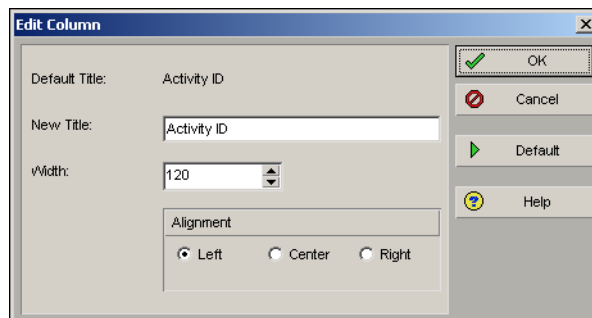 Edit Column
Default Title: Activity ID
New Title: Activity ID
Width: 120
Alignment
Left Center Right
OK
Cancel
Default
Help